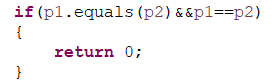 if(p1.equals(p2)&&p1==p2)
{
    return 0;
}